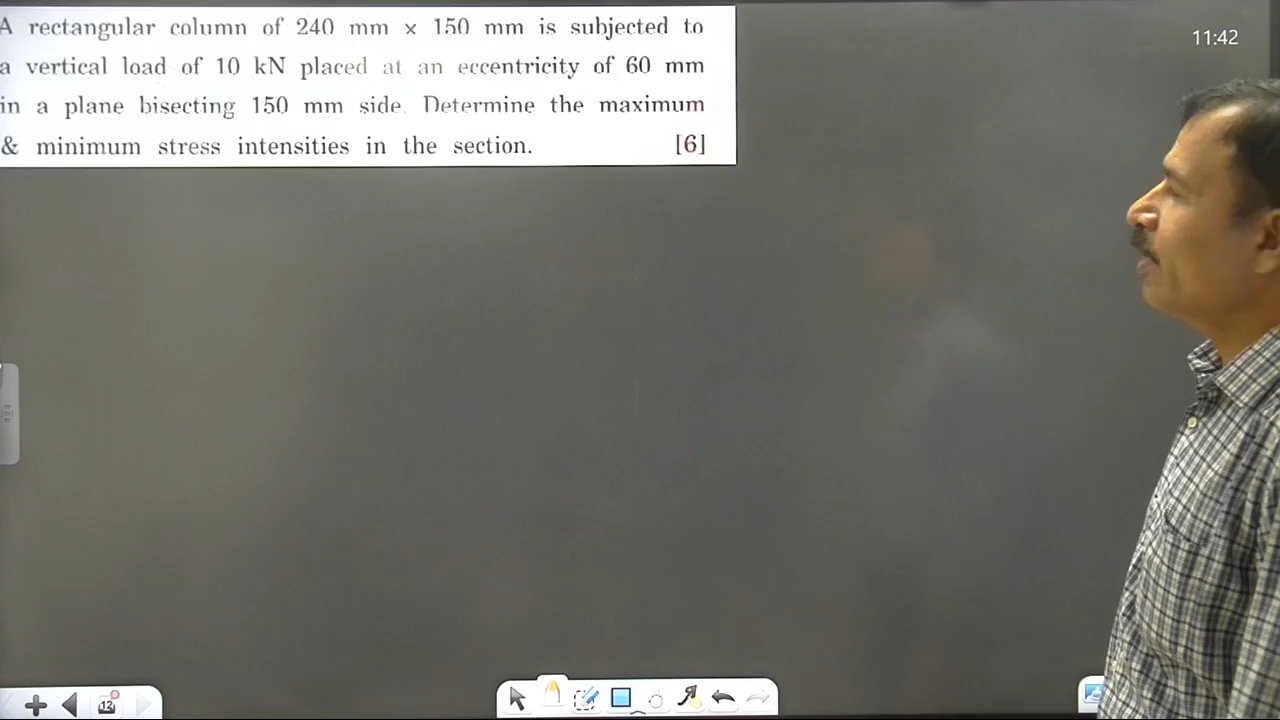 A rectangular column of 240 mm × 150 mm is subjected to
a vertical load of 10 kN placed at an eccentricity of 60 mm
in a plane bisecting 150 mm side. Determine the maximum
& minimum stress intensities in the section. [6]
11:42
12